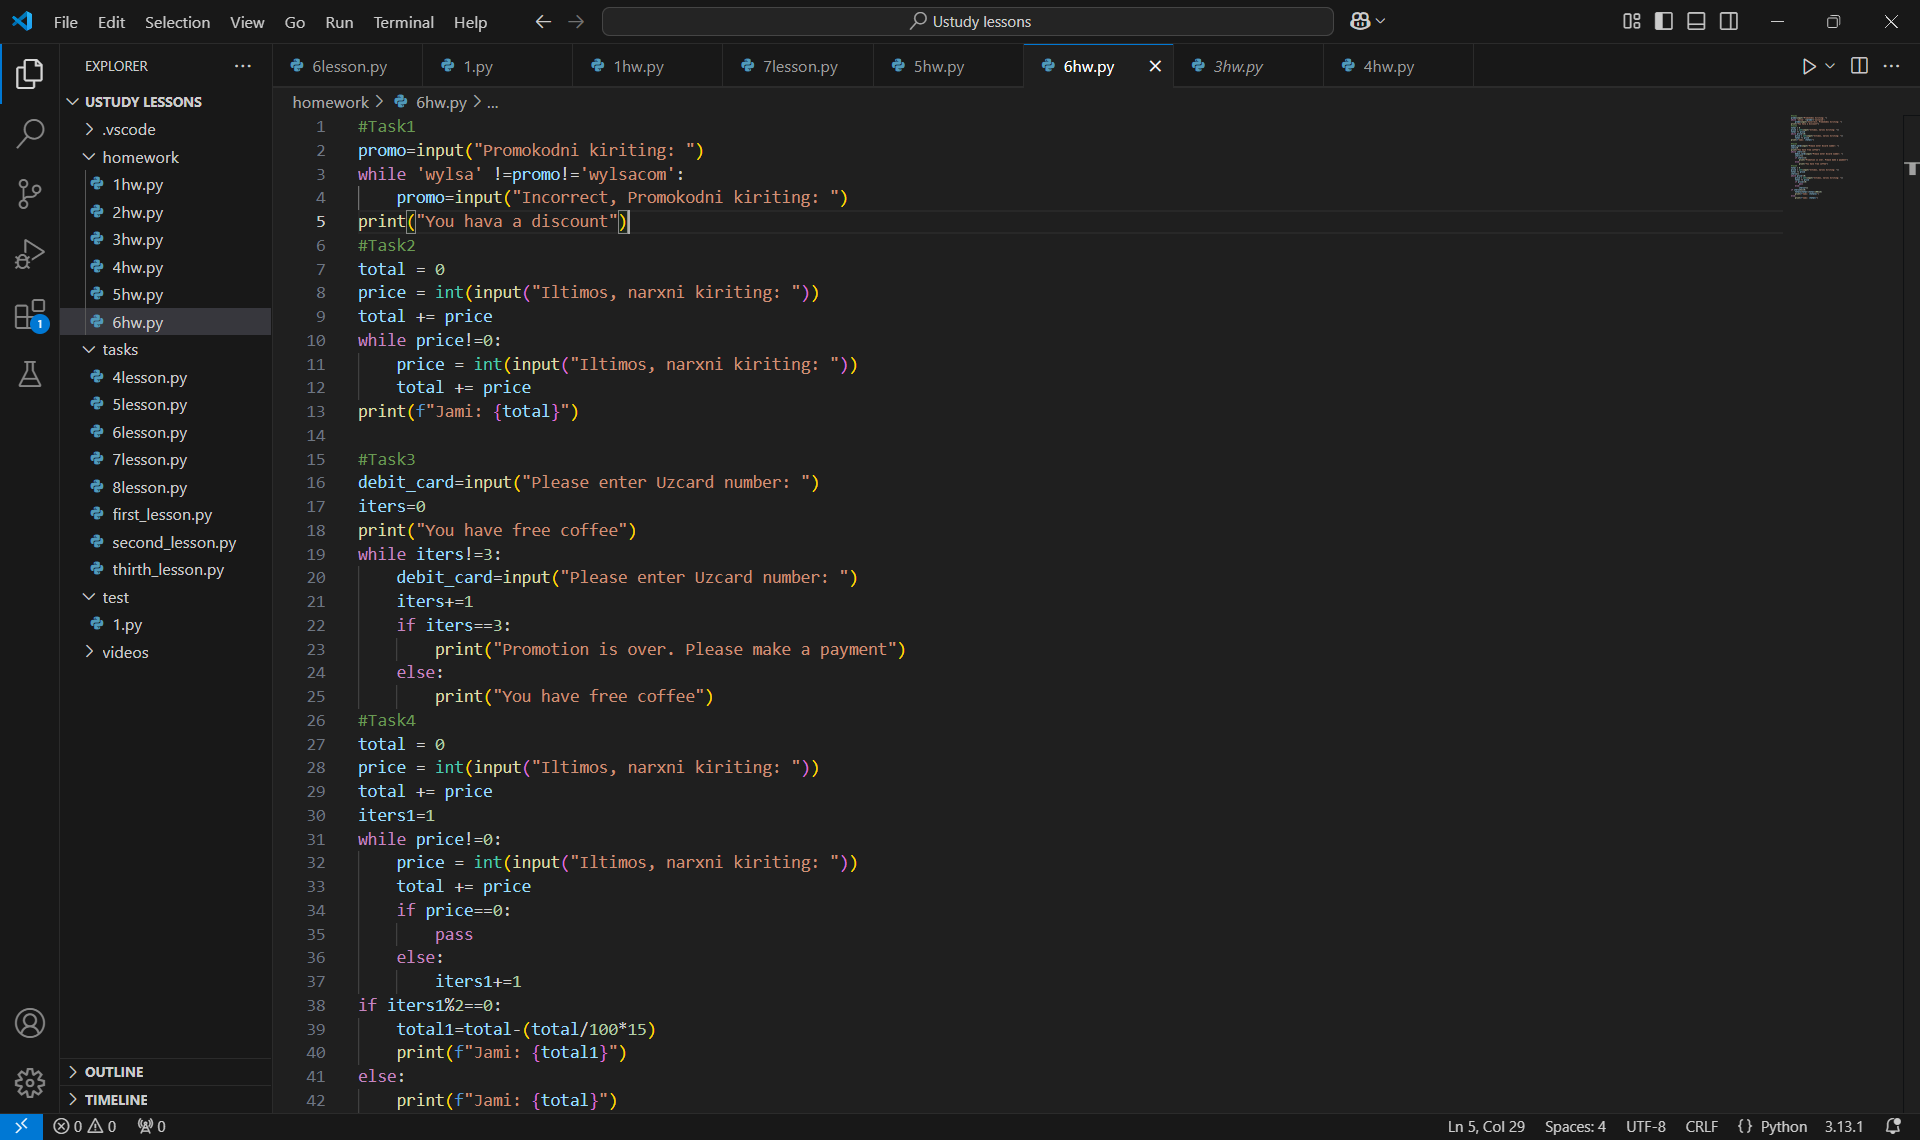 File Edit Selection View Go Run Terminal Help
Ustudy lessons
EXPLORER
USTUDY LESSONS
.vscode
homework
1hw.py
2hw.py
3hw.py
4hw.py
5hw.py
6hw.py
tasks
4lesson.py
5lesson.py
6lesson.py
7lesson.py
8lesson.py
first_lesson.py
second_lesson.py
thirth_lesson.py
test
1.py
videos
OUTLINE
TIMELINE
6lesson.py 1.py 1hw.py 7lesson.py 5hw.py 6hw.py 3hw.py 4hw.py
homework > 6hw.py > ...
1 #Task1
2 promo=input("Promokodni kiriting: ")
3 while 'wylsa' !=promo!='wylsacom':
4     promo=input("Incorrect, Promokodni kiriting: ")
5 print("You hava a discount")
6 #Task2
7 total = 0
8 price = int(input("Iltimos, narxni kiriting: "))
9 total += price
10 while price!=0:
11     price = int(input("Iltimos, narxni kiriting: "))
12     total += price
13 print(f"Jami: {total}")
14
15 #Task3
16 debit_card=input("Please enter Uzcard number: ")
17 iters=0
18 print("You have free coffee")
19 while iters!=3:
20     debit_card=input("Please enter Uzcard number: ")
21     iters+=1
22     if iters==3:
23         print("Promotion is over. Please make a payment")
24     else:
25         print("You have free coffee")
26 #Task4
27 total = 0
28 price = int(input("Iltimos, narxni kiriting: "))
29 total += price
30 iters1=1
31 while price!=0:
32     price = int(input("Iltimos, narxni kiriting: "))
33     total += price
34     if price==0:
35         pass
36     else:
37         iters1+=1
38 if iters1%2==0:
39     total1=total-(total/100*15)
40     print(f"Jami: {total1}")
41 else:
42     print(f"Jami: {total}")
1
0 0 0
Ln 5, Col 29 Spaces: 4 UTF-8 CRLF {} Python 3.13.1